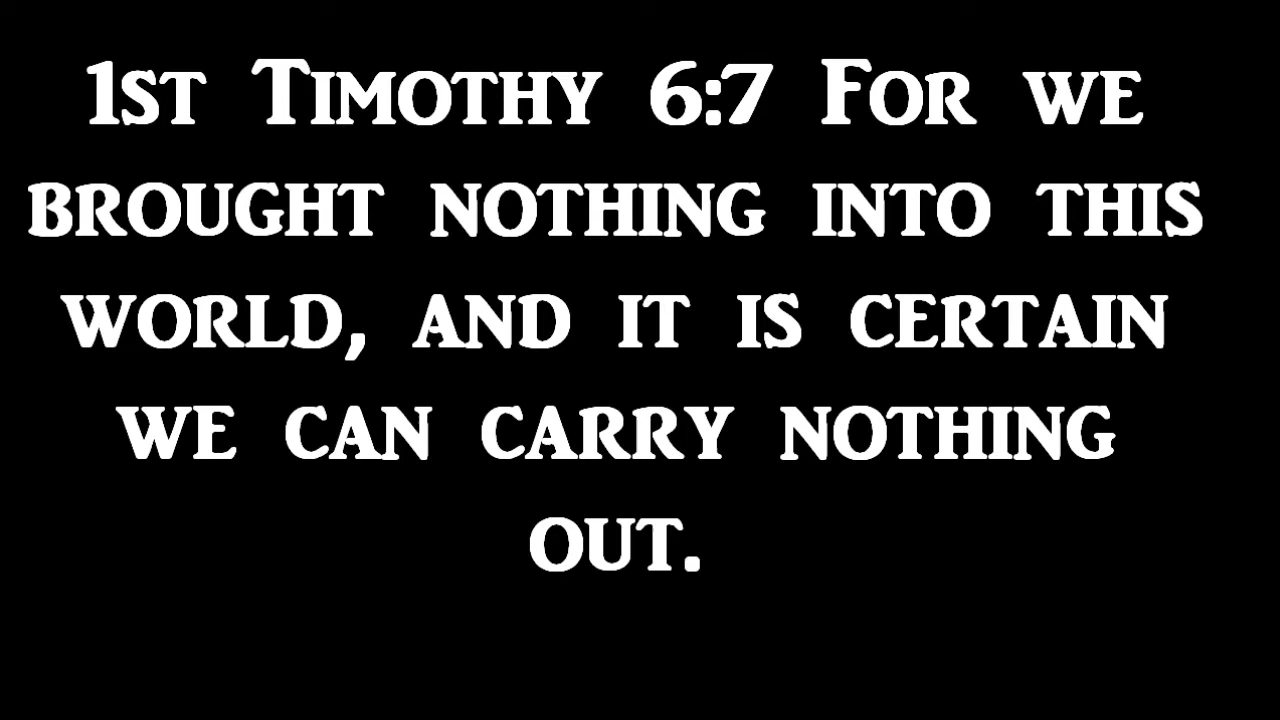 1st Timothy 6:7 For we
brought nothing into this
world, and it is certain
we can carry nothing
out.